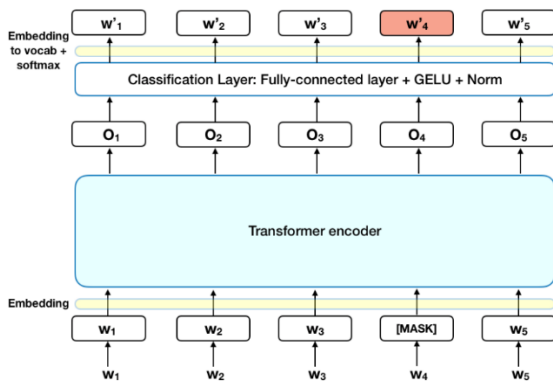 w'1 w'2 w'3 w'4 w'5
Embedding
to vocab +
softmax
Classification Layer: Fully-connected layer + GELU + Norm
O1 O2 O3 O4 O5
Transformer encoder
Embedding
W1 W2 W3 [MASK] W5
W1 W2 W3 W4 W5